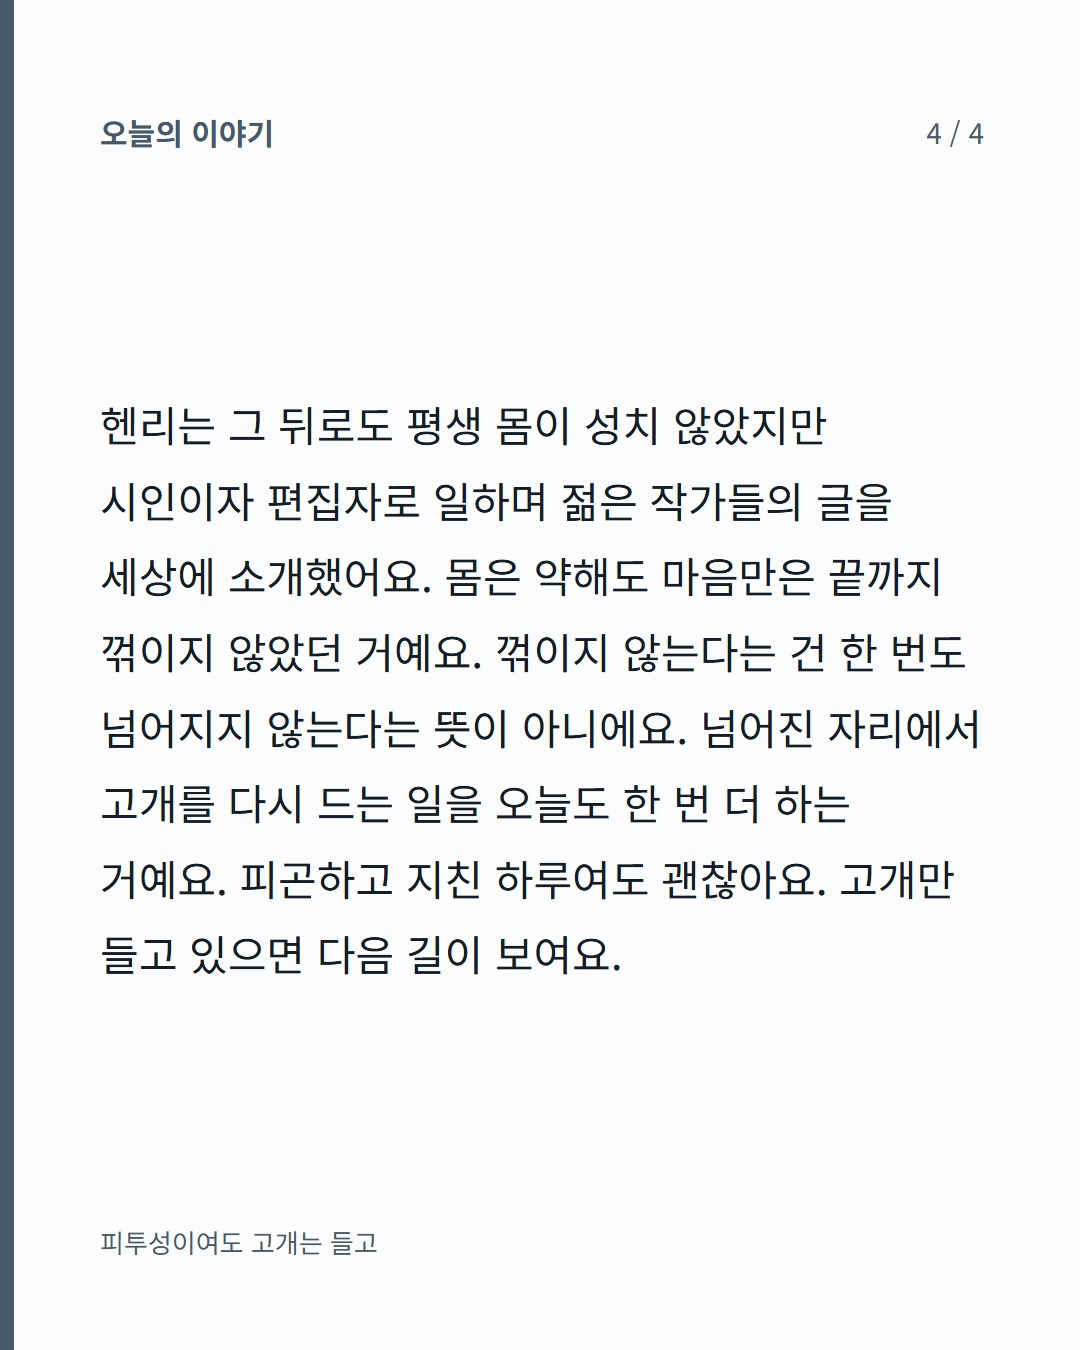 오늘의 이야기
4 / 4
헨리는 그 뒤로도 평생 몸이 성치 않았지만
시인이자 편집자로 일하며 젊은 작가들의 글을
세상에 소개했어요. 몸은 약해도 마음만은 끝까지
꺾이지 않았던 거예요. 꺾이지 않는다는 건 한 번도
넘어지지 않는다는 뜻이 아니에요. 넘어진 자리에서
고개를 다시 드는 일을 오늘도 한 번 더 하는
거예요. 피곤하고 지친 하루여도 괜찮아요. 고개만
들고 있으면 다음 길이 보여요.
피투성이여도 고개는 들고